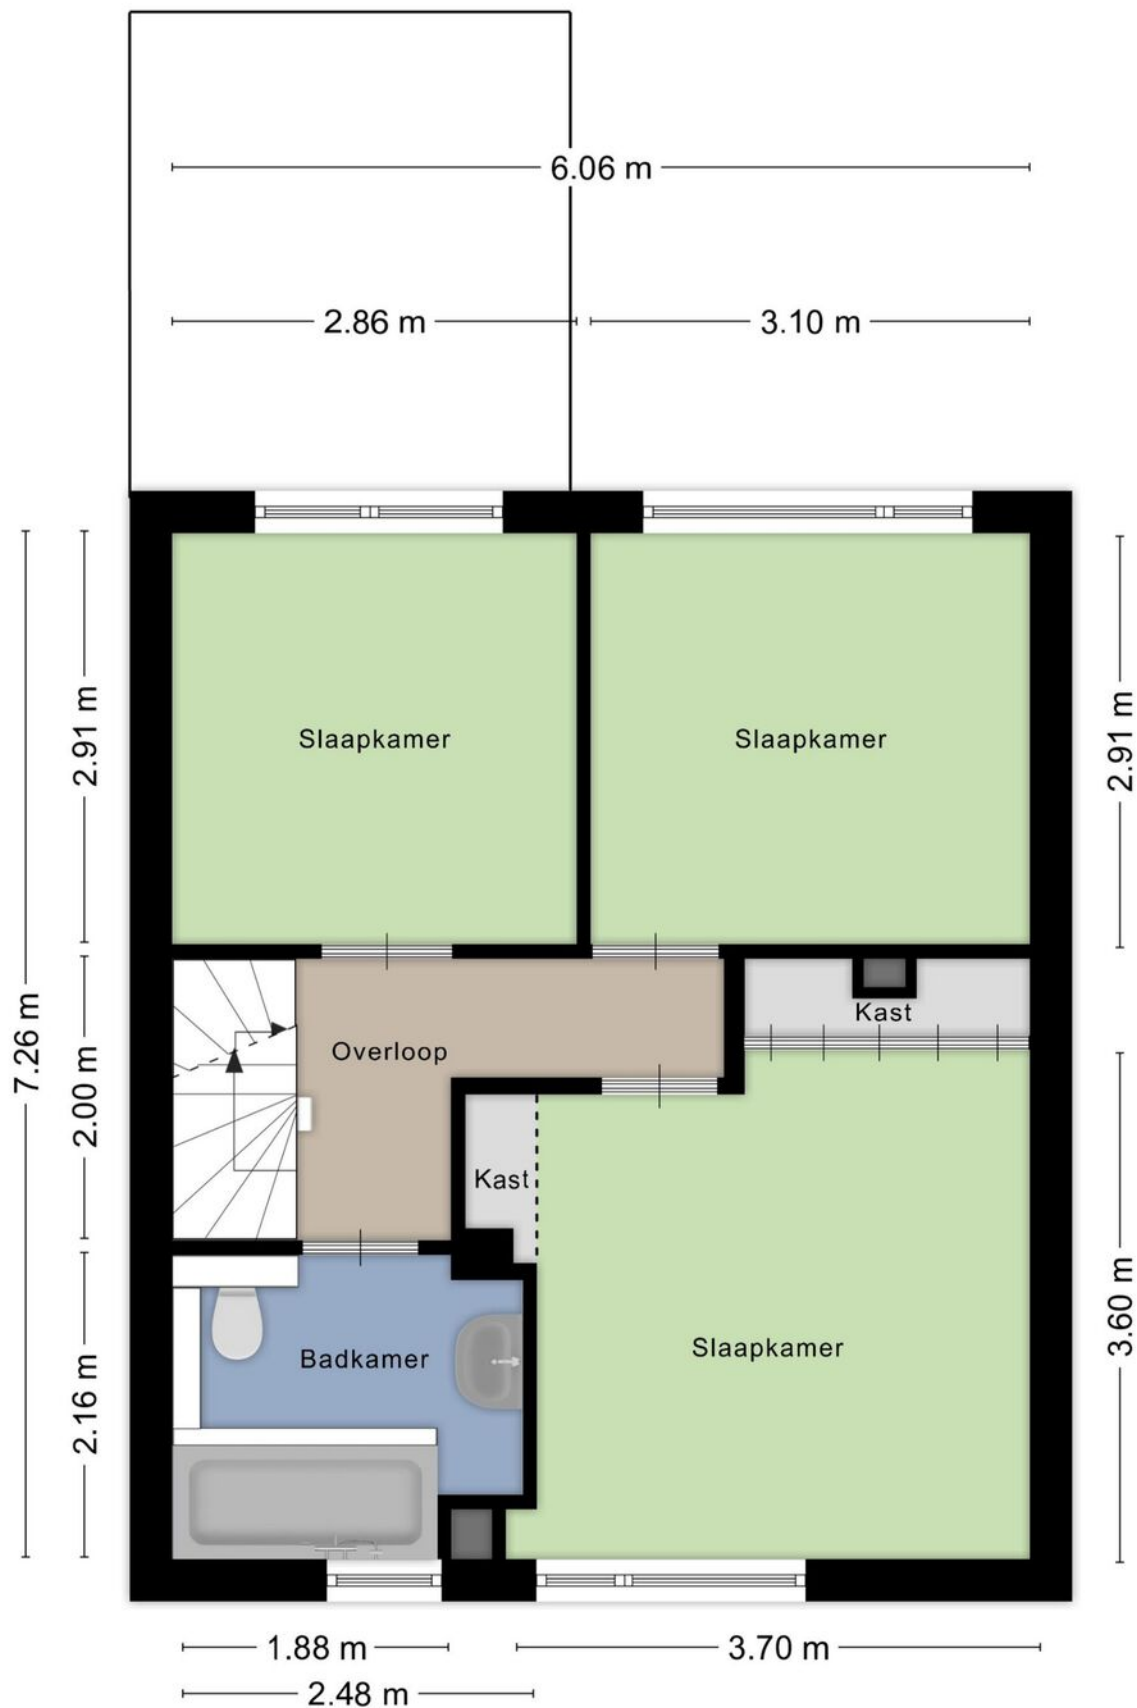 6.06 m
2.86 m
3.10 m
Slaapkamer
Slaapkamer
2.91 m
2.91 m
Kast
7.26 m
Overloop
2.00 m
Kast
3.60 m
Slaapkamer
Badkamer
2.16 m
1.88 m
3.70 m
2.48 m